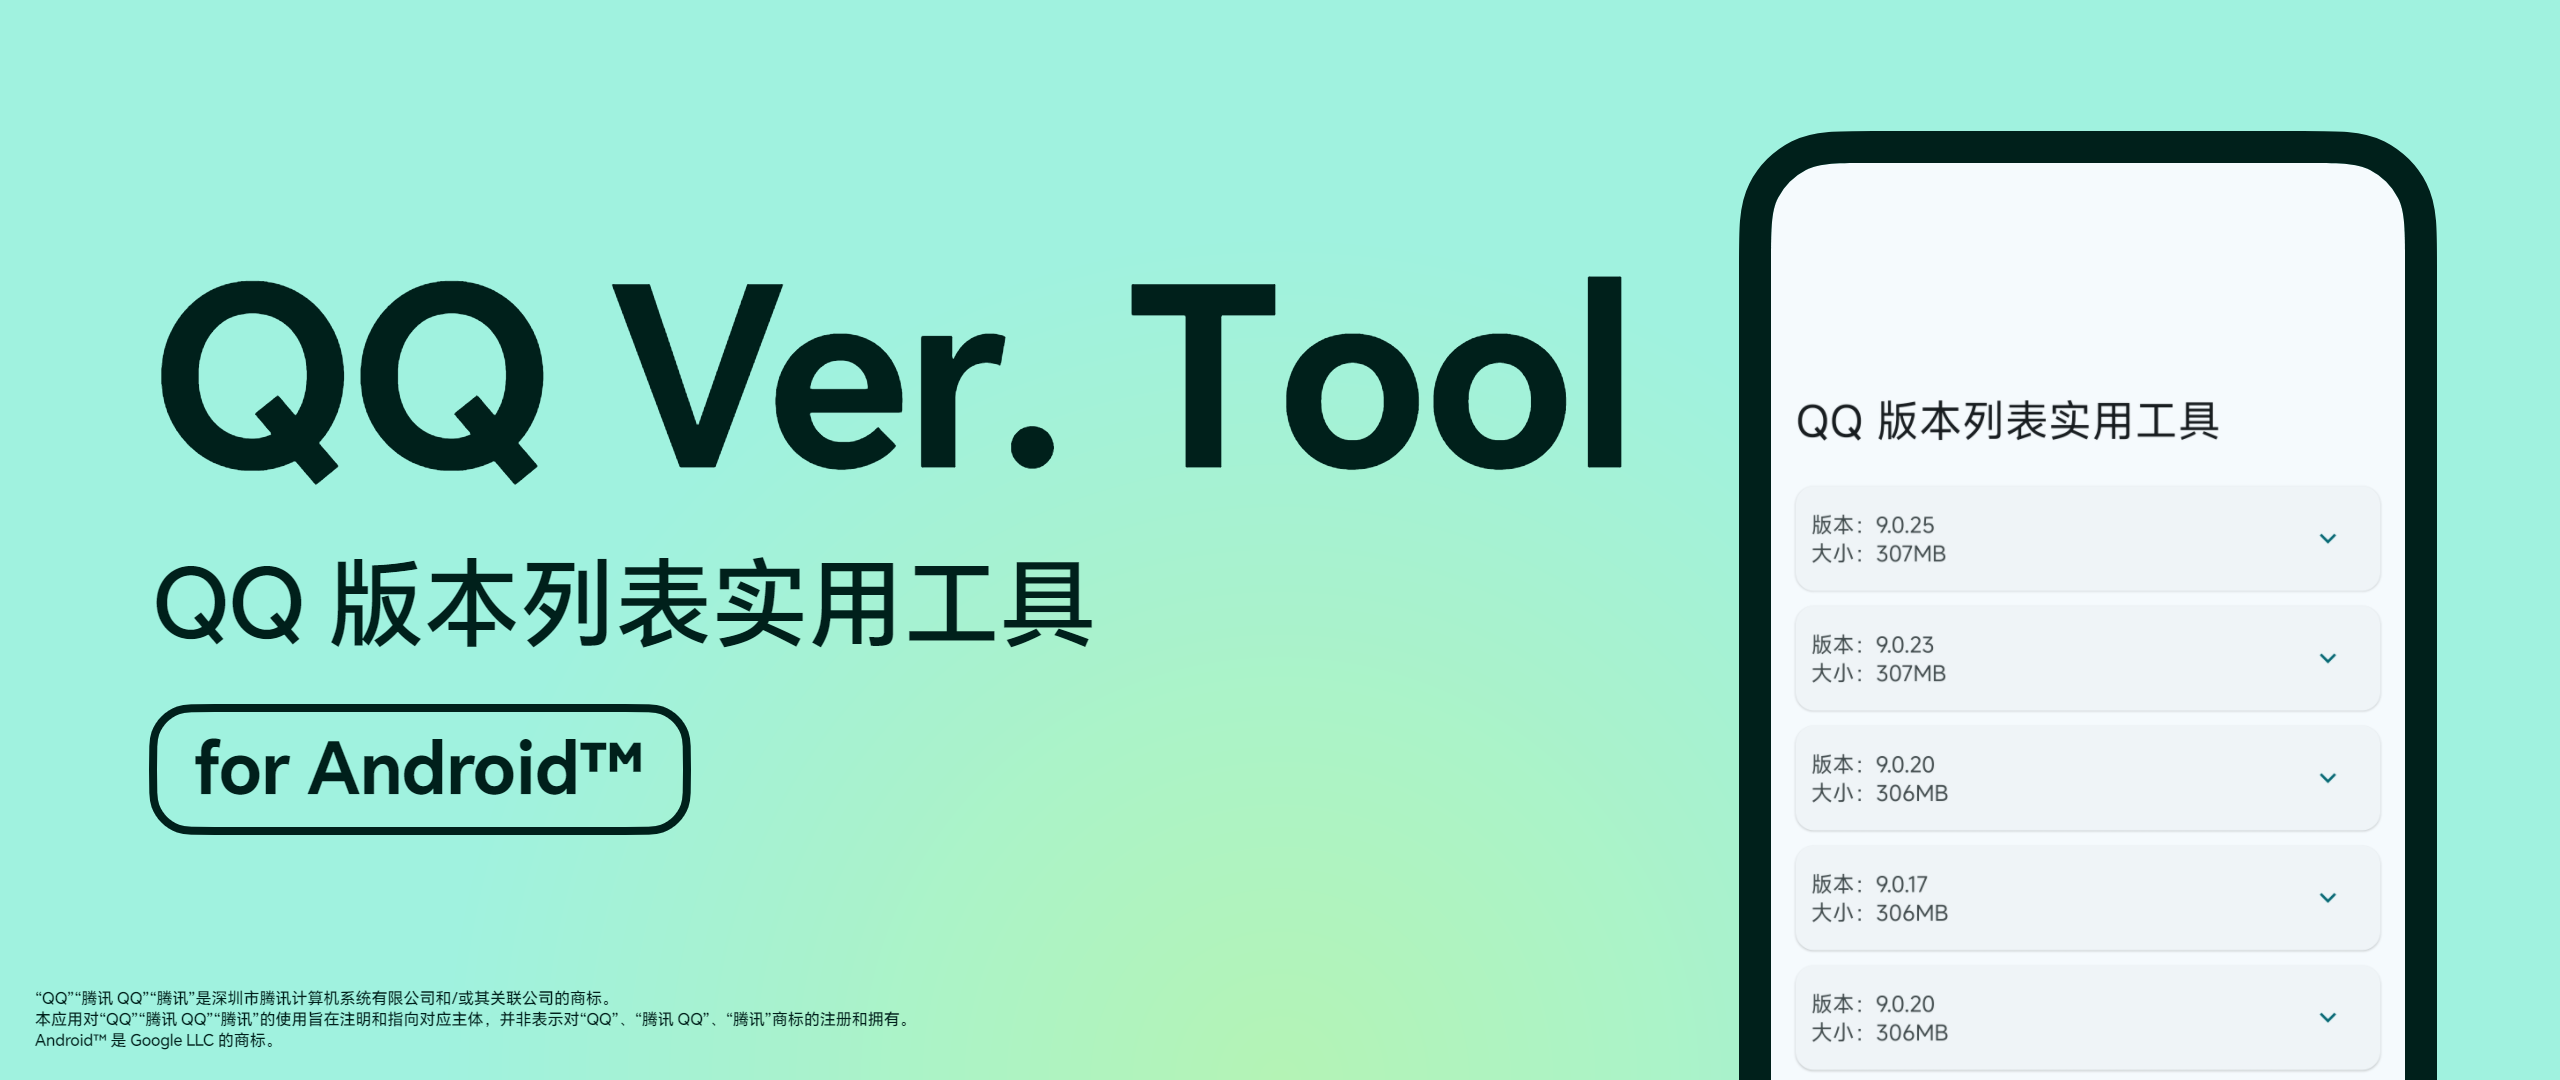 QQ Ver. Tool
QQ 版本列表实用工具
for Android™
“QQ”“腾讯 QQ”“腾讯”是深圳市腾讯计算机系统有限公司和/或其关联公司的商标。
本应用对“QQ”“腾讯 QQ”“腾讯”的使用旨在注明和指向对应主体，并非表示对“QQ”、“腾讯 QQ”、“腾讯”商标的注册和拥有。
Android™ 是 Google LLC 的商标。
QQ 版本列表实用工具
版本：9.0.25
大小：307MB
版本：9.0.23
大小：307MB
版本：9.0.20
大小：306MB
版本：9.0.17
大小：306MB
版本：9.0.20
大小：306MB